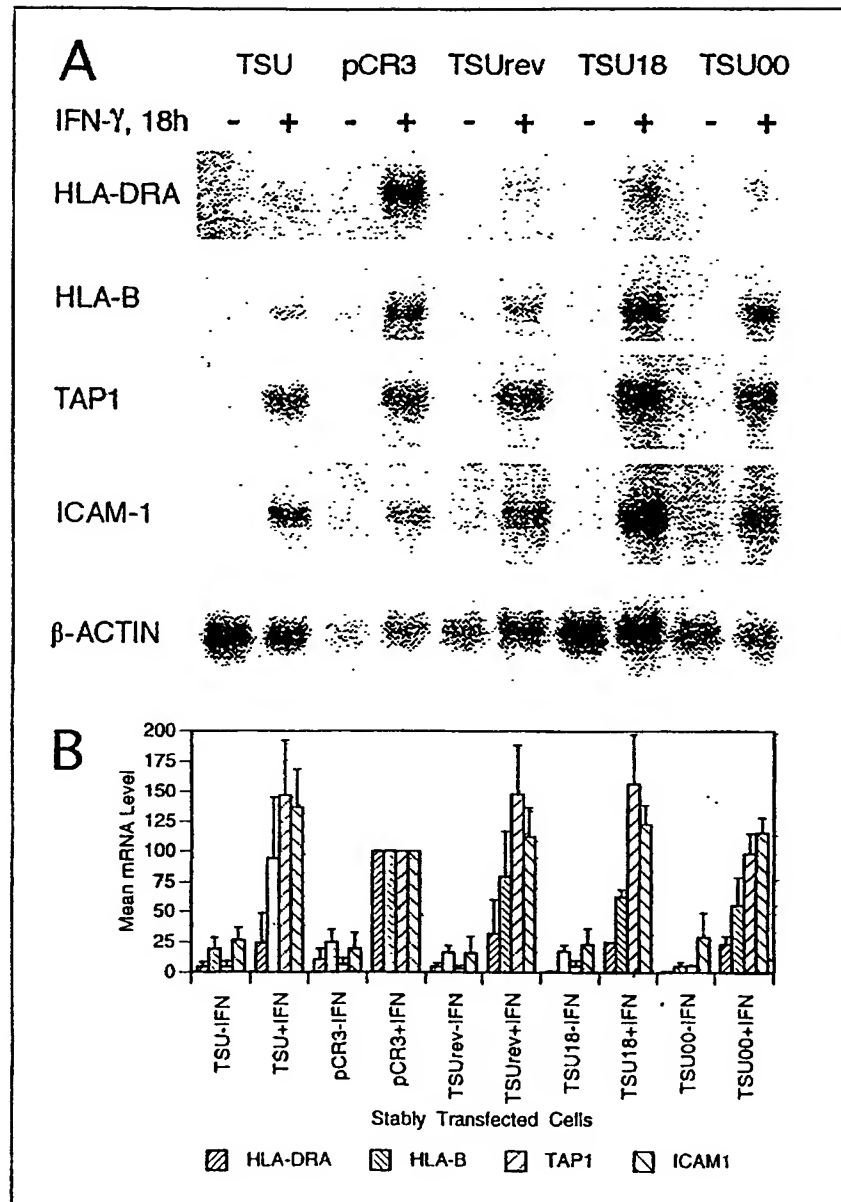 A
TSU pCR3 TSUrev TSU18 TSU00
IFN-γ, 18h - + - + - + - + - +
HLA-DRA
HLA-B
TAP1
ICAM-1
β-ACTIN
B
Mean mRNA Level
200
175
150
125
100
75
50
25
0
TSU-IFN
TSU+IFN
pCR3-IFN
pCR3+IFN
TSUrev-IFN
TSUrev+IFN
TSU18-IFN
TSU18+IFN
TSU00-IFN
TSU00+IFN
Stably Transfected Cells
HLA-DRA HLA-B TAP1 ICAM1